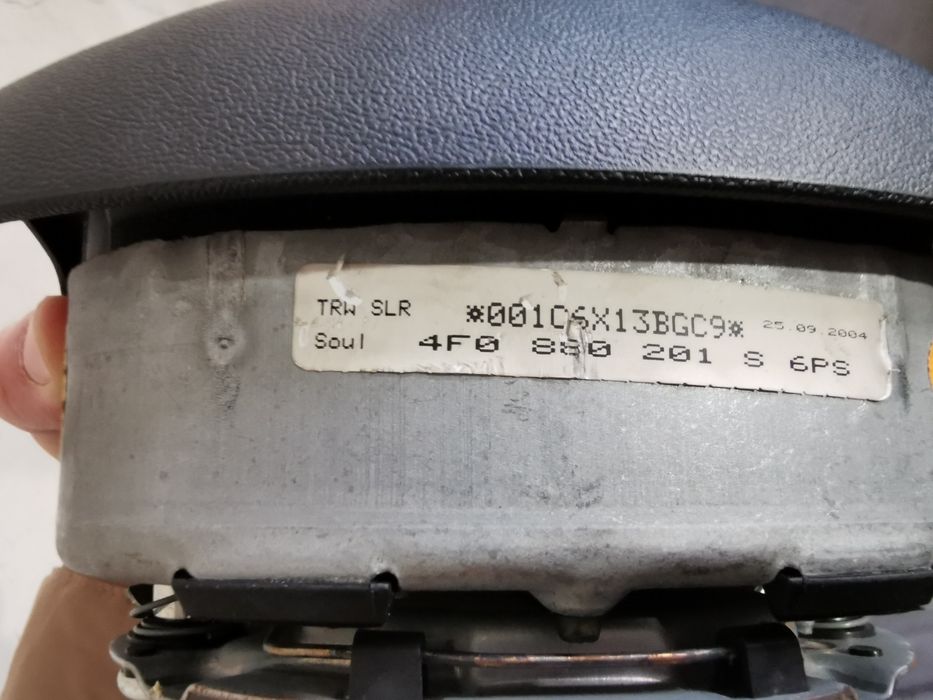 TRW SLR *001C6X13BGC9* 25.09.2004
Soul 4F0 880 201 S 6PS